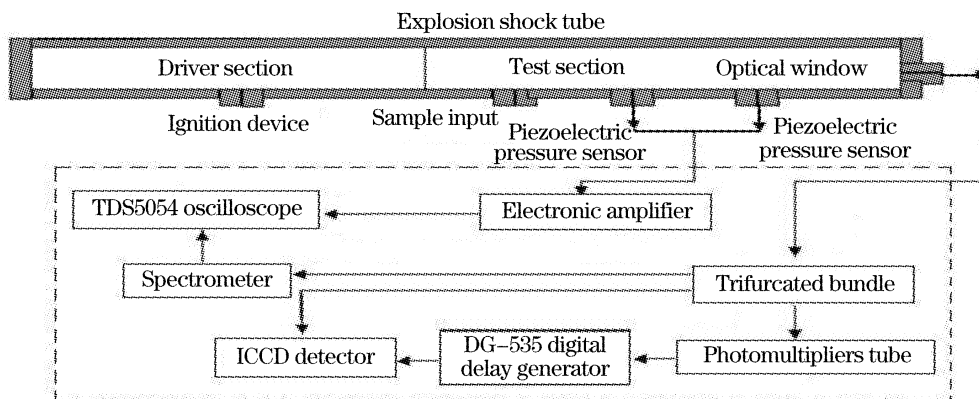 Explosion shock tube
Driver section
Test section
Optical window
Ignition device
Sample input
Piezoelectric
pressure sensor
Piezoelectric
pressure sensor
TDS5054 oscilloscope
Electronic amplifier
Spectrometer
Trifurcated bundle
ICCD detector
DG-535 digital
delay generator
Photomultipliers tube